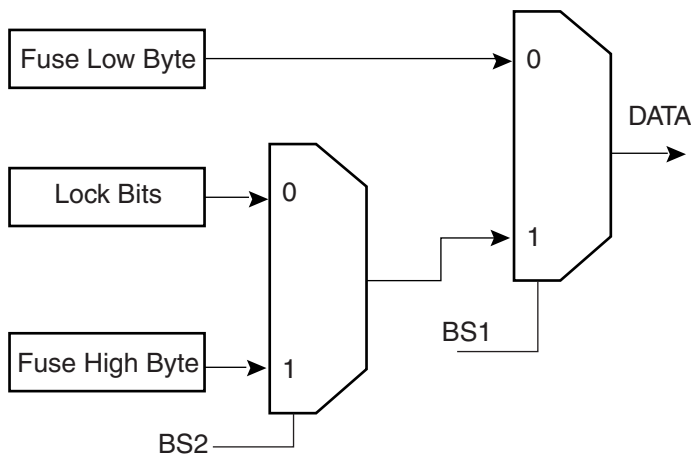 Fuse Low Byte
0
DATA
Lock Bits
0
1
BS1
Fuse High Byte
1
BS2